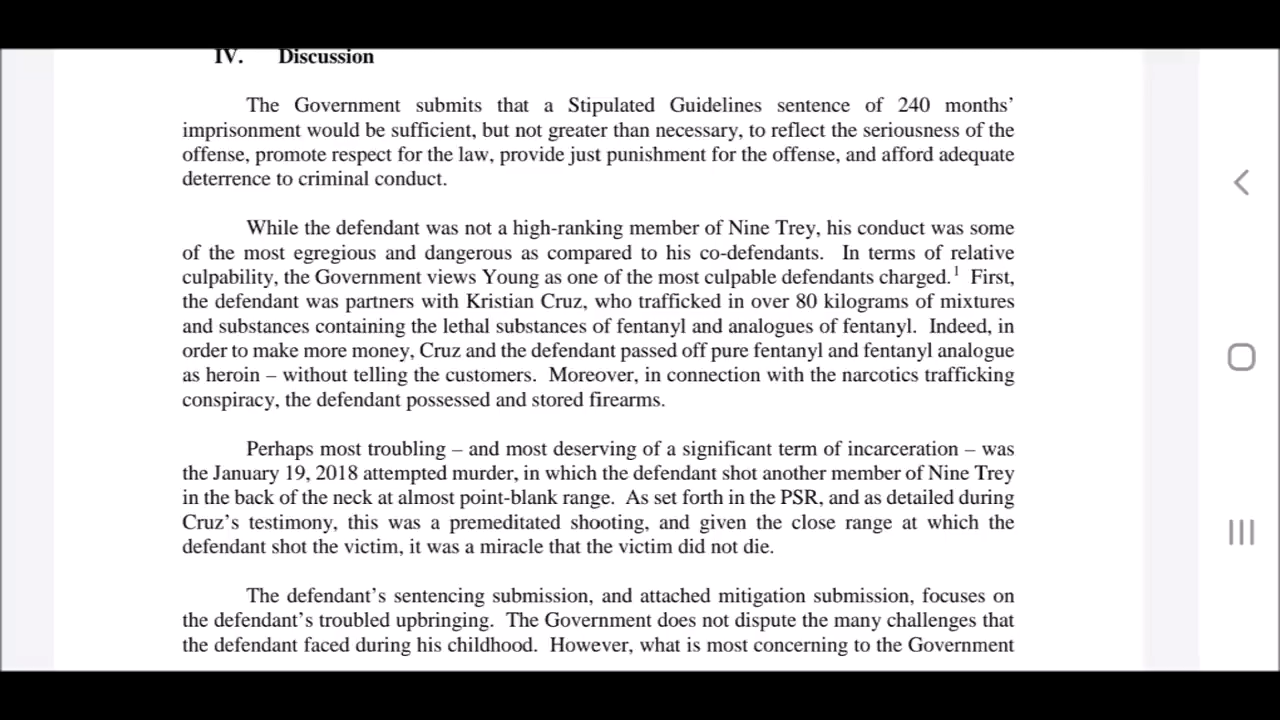 IV. Discussion
The Government submits that a Stipulated Guidelines sentence of 240 months’
imprisonment would be sufficient, but not greater than necessary, to reflect the seriousness of the
offense, promote respect for the law, provide just punishment for the offense, and afford adequate
deterrence to criminal conduct.
While the defendant was not a high-ranking member of Nine Trey, his conduct was some
of the most egregious and dangerous as compared to his co-defendants. In terms of relative
culpability, the Government views Young as one of the most culpable defendants charged.1 First,
the defendant was partners with Kristian Cruz, who trafficked in over 80 kilograms of mixtures
and substances containing the lethal substances of fentanyl and analogues of fentanyl. Indeed, in
order to make more money, Cruz and the defendant passed off pure fentanyl and fentanyl analogue
as heroin – without telling the customers. Moreover, in connection with the narcotics trafficking
conspiracy, the defendant possessed and stored firearms.
Perhaps most troubling – and most deserving of a significant term of incarceration – was
the January 19, 2018 attempted murder, in which the defendant shot another member of Nine Trey
in the back of the neck at almost point-blank range. As set forth in the PSR, and as detailed during
Cruz’s testimony, this was a premeditated shooting, and given the close range at which the
defendant shot the victim, it was a miracle that the victim did not die.
The defendant’s sentencing submission, and attached mitigation submission, focuses on
the defendant’s troubled upbringing. The Government does not dispute the many challenges that
the defendant faced during his childhood. However, what is most concerning to the Government